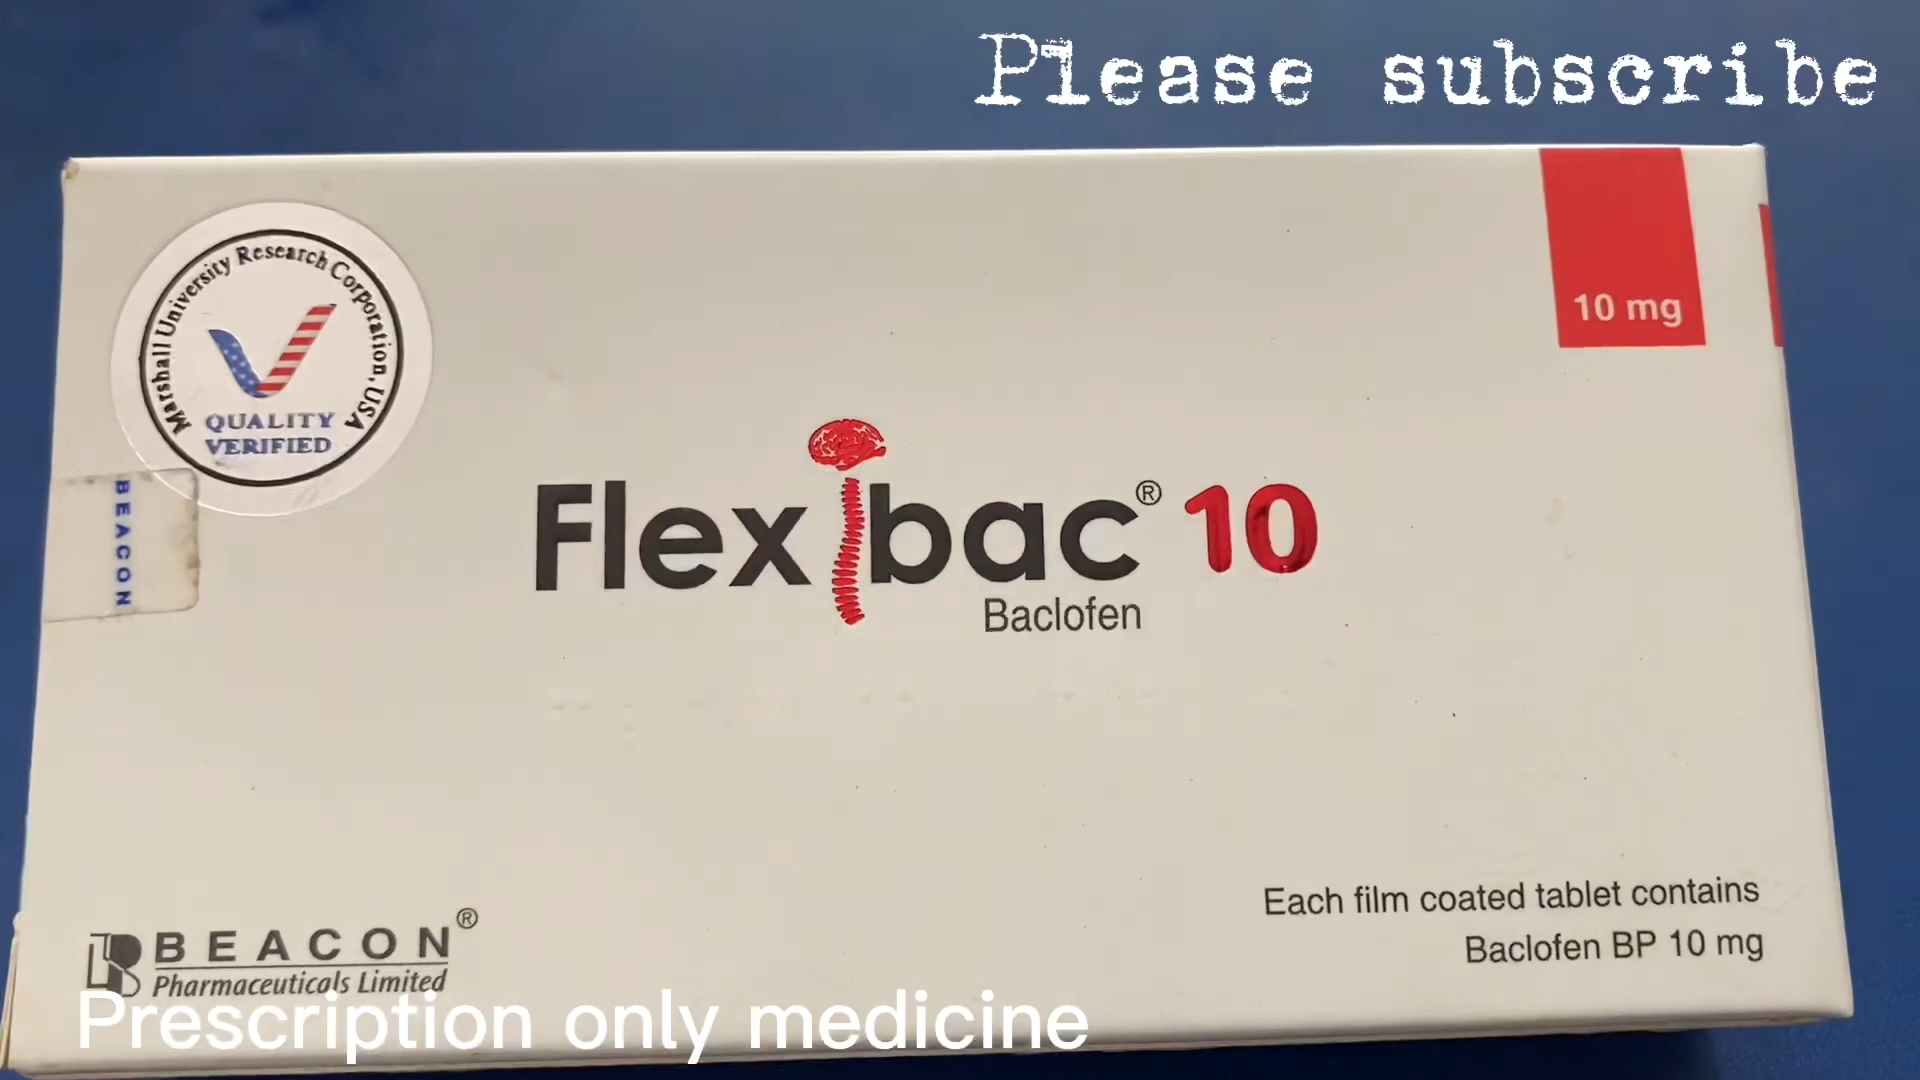 Please subscribe
Marshall University Research Corporation, USA
QUALITY
VERIFIED
BEACON
10 mg
Flexibac® 10
Baclofen
Each film coated tablet contains
Baclofen BP 10 mg
BEACON®
Pharmaceuticals Limited
Prescription only medicine